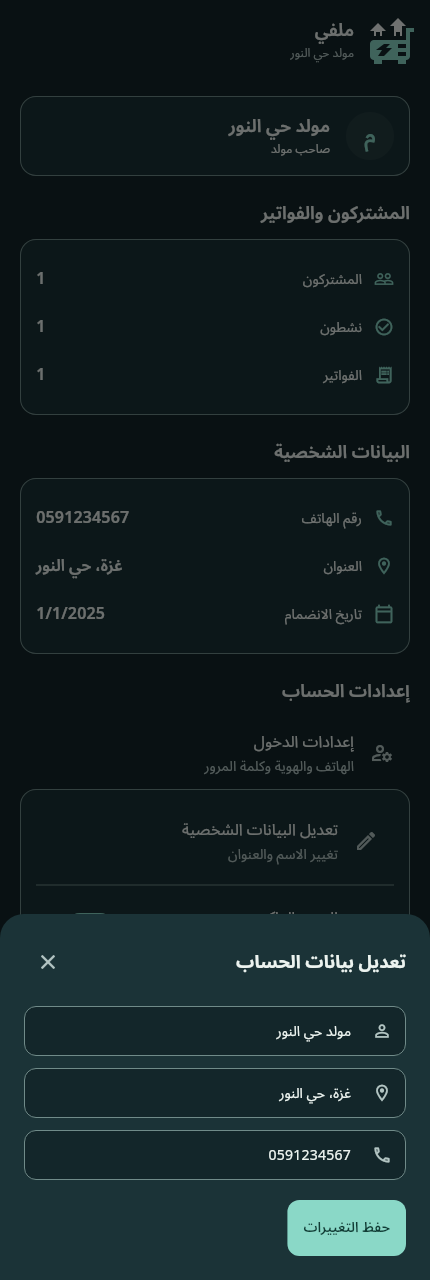 ملفي
مولد حي النور
م
مولد حي النور
صاحب مولد
المشتركون والفواتير
المشتركون 1
نشطون 1
الفواتير 1
البيانات الشخصية
رقم الهاتف 0591234567
العنوان غزة، حي النور
تاريخ الانضمام 1/1/2025
إعدادات الحساب
إعدادات الدخول
الهاتف والهوية وكلمة المرور
تعديل البيانات الشخصية
تغيير الاسم والعنوان
تعديل بيانات الحساب
مولد حي النور
غزة، حي النور
0591234567
حفظ التغييرات